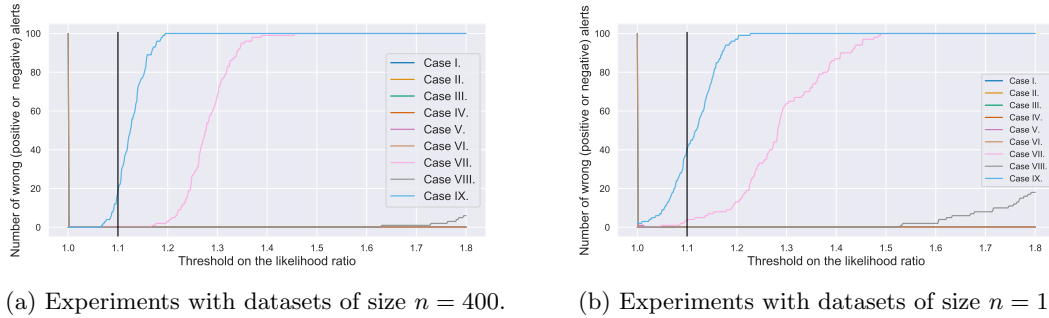 Number of wrong (positive or negative) alerts
100
80
60
40
20
0
1.0 1.1 1.2 1.3 1.4 1.5 1.6 1.7 1.8
Threshold on the likelihood ratio
Case I.
Case II.
Case III.
Case IV.
Case V.
Case VI.
Case VII.
Case VIII.
Case IX.
(a) Experiments with datasets of size n = 400.
Number of wrong (positive or negative) alerts
100
80
60
40
20
0
1.0 1.1 1.2 1.3 1.4 1.5 1.6 1.7 1.8
Threshold on the likelihood ratio
Case I.
Case II.
Case III.
Case IV.
Case V.
Case VI.
Case VII.
Case VIII.
Case IX.
(b) Experiments with datasets of size n = 1